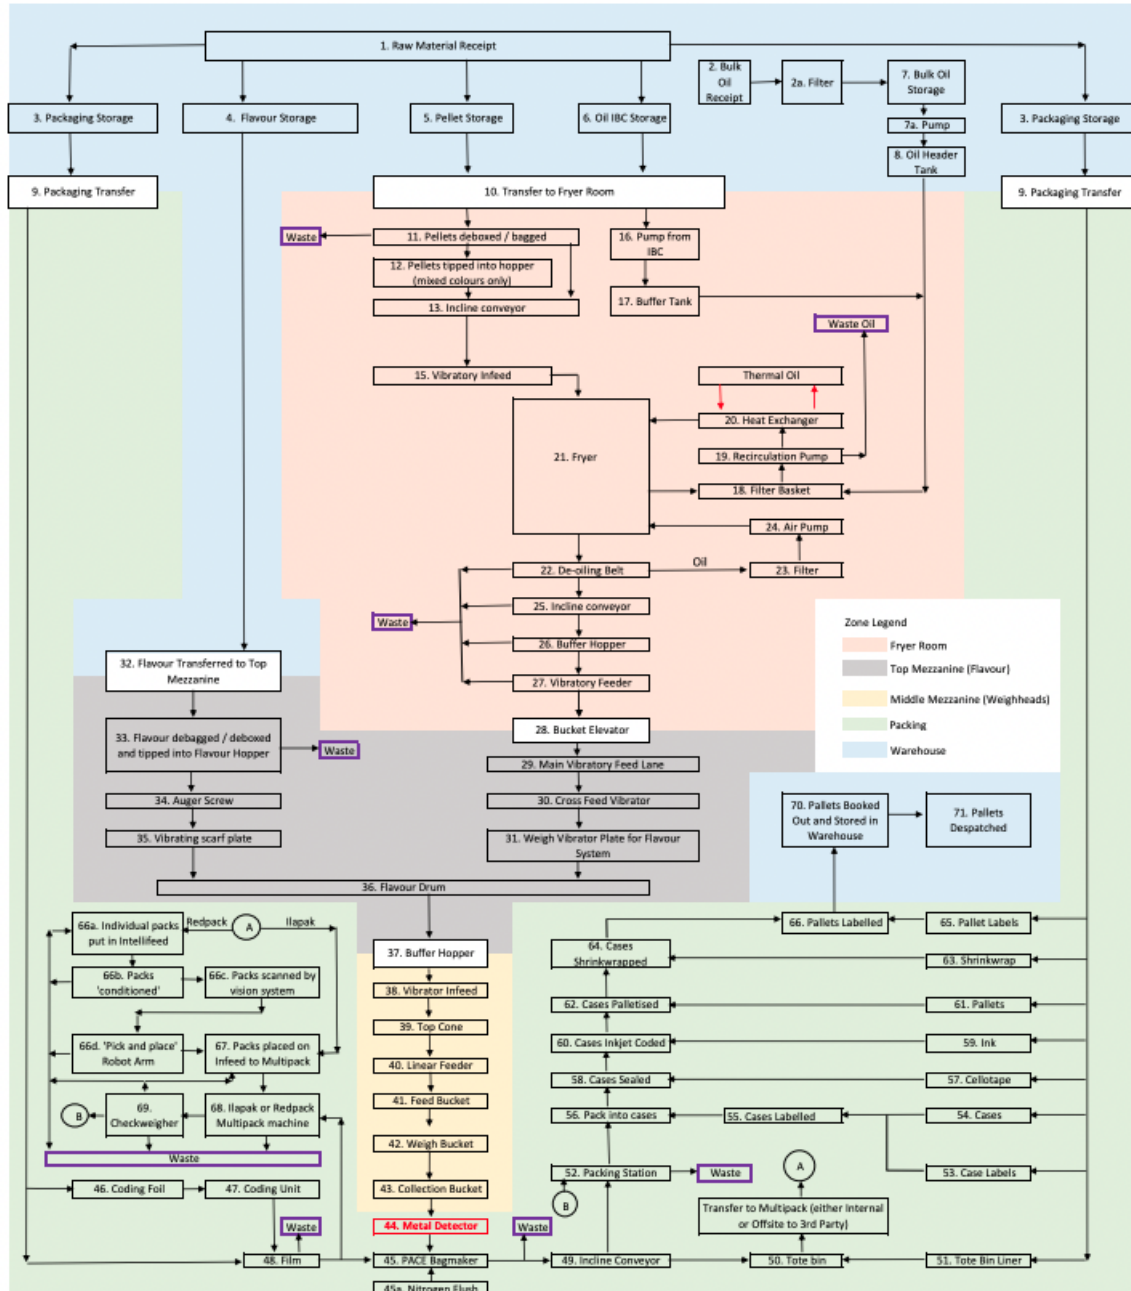 1. Raw Material Receipt
2. Bulk
Oil
Receipt
2a. Filter
7. Bulk Oil
Storage
3. Packaging Storage
4. Flavour Storage
5. Pellet Storage
6. Oil IBC Storage
7a. Pump
3. Packaging Storage
8. Oil Header
Tank
9. Packaging Transfer
10. Transfer to Fryer Room
9. Packaging Transfer
Waste
11. Pellets deboxed / bagged
16. Pump from
IBC
12. Pellets tipped into hopper
(mixed colours only)
13. Incline conveyor
17. Buffer Tank
Waste Oil
15. Vibratory Infeed
Thermal Oil
20. Heat Exchanger
21. Fryer
19. Recirculation Pump
18. Filter Basket
24. Air Pump
22. De-oiling Belt
Oil
23. Filter
25. Incline conveyor
Waste
26. Buffer Hopper
27. Vibratory Feeder
Zone Legend
Fryer Room
Top Mezzanine (Flavour)
Middle Mezzanine (Weighheads)
Packing
Warehouse
32. Flavour Transferred to Top
Mezzanine
28. Bucket Elevator
33. Flavour debagged / deboxed
and tipped into Flavour Hopper
Waste
29. Main Vibratory Feed Lane
34. Auger Screw
30. Cross Feed Vibrator
35. Vibrating scarf plate
31. Weigh Vibrator Plate for Flavour
System
70. Pallets Booked
Out and Stored in
Warehouse
71. Pallets
Despatched
36. Flavour Drum
66a. Individual packs
put in Intellifeed
Redpack
A
Ilapak
66. Pallets Labelled
65. Pallet Labels
37. Buffer Hopper
64. Cases
Shrinkwrapped
63. Shrinkwrap
66b. Packs
'conditioned'
66c. Packs scanned by
vision system
38. Vibrator Infeed
62. Cases Palletised
61. Pallets
39. Top Cone
66d. 'Pick and place'
Robot Arm
67. Packs placed on
Infeed to Multipack
60. Cases Inkjet Coded
59. Ink
40. Linear Feeder
58. Cases Sealed
57. Cellotape
41. Feed Bucket
B
69.
Checkweigher
68. Ilapak or Redpack
Multipack machine
56. Pack into cases
55. Cases Labelled
54. Cases
42. Weigh Bucket
Waste
52. Packing Station
Waste
A
53. Case Labels
46. Coding Foil
47. Coding Unit
43. Collection Bucket
B
Transfer to Multipack (either Internal
or Offsite to 3rd Party)
Waste
44. Metal Detector
Waste
48. Film
45. PACE Bagmaker
49. Incline Conveyor
50. Tote bin
51. Tote Bin Liner
45a. Nitrogen Flush